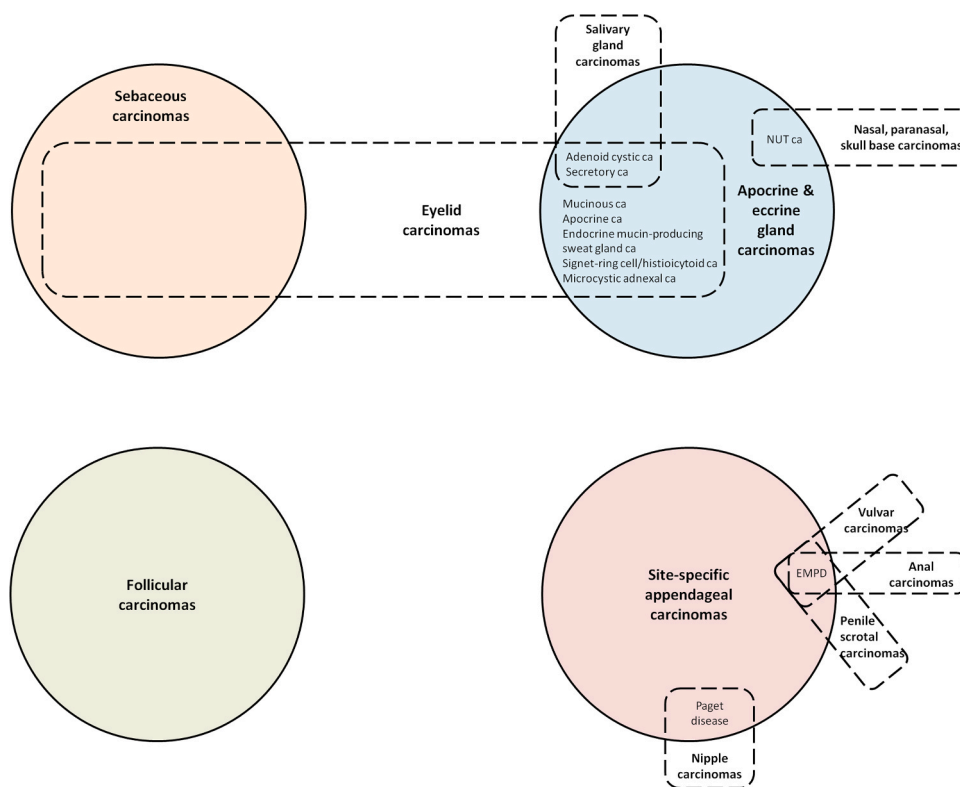 Salivary
gland
carcinomas
Sebaceous
carcinomas
NUT ca
Nasal, paranasal,
skull base carcinomas
Adenoid cystic ca
Secretory ca
Eyelid
carcinomas
Mucinous ca
Apocrine ca
Endocrine mucin-producing
sweat gland ca
Signet-ring cell/histioicytoid ca
Microcystic adnexal ca
Apocrine &
eccrine
gland
carcinomas
Follicular
carcinomas
Site-specific
appendageal
carcinomas
Vulvar
carcinomas
EMPD
Anal
carcinomas
Penile
scrotal
carcinomas
Paget
disease
Nipple
carcinomas